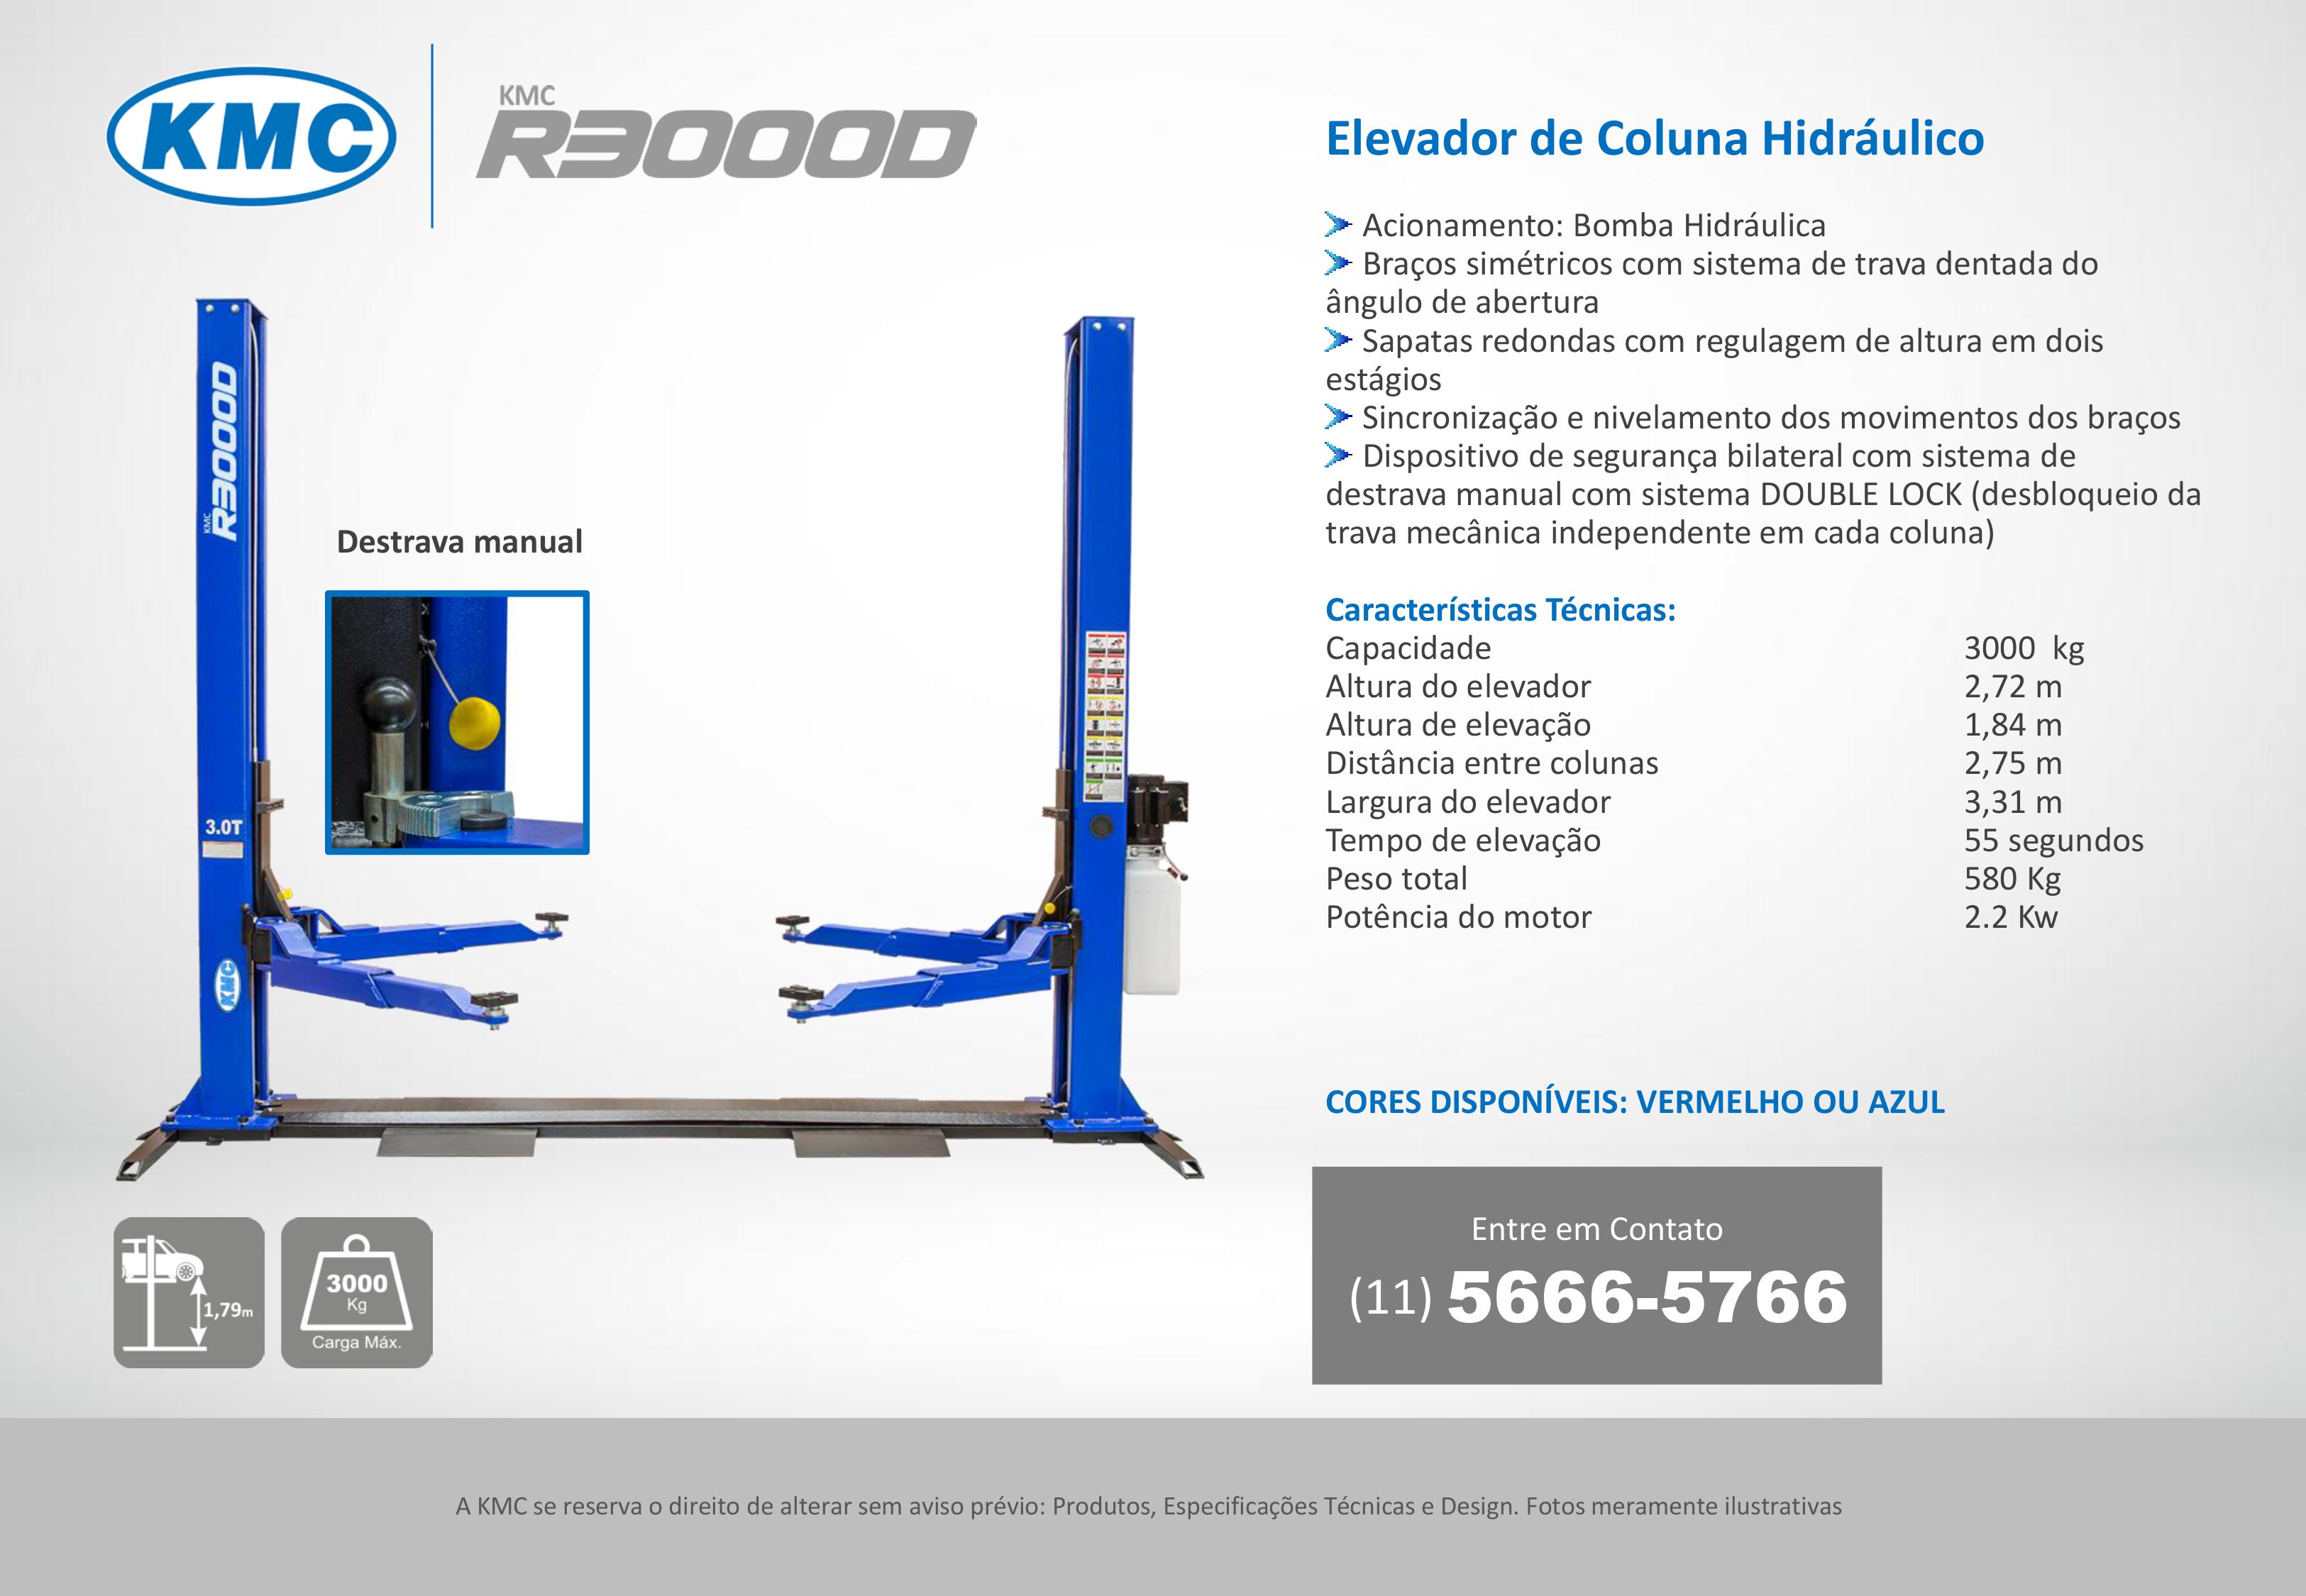 KMC
KMC
R3000D
Elevador de Coluna Hidráulico
Acionamento: Bomba Hidráulica
Braços simétricos com sistema de trava dentada do
ângulo de abertura
Sapatas redondas com regulagem de altura em dois
estágios
Sincronização e nivelamento dos movimentos dos braços
Dispositivo de segurança bilateral com sistema de
destrava manual com sistema DOUBLE LOCK (desbloqueio da
trava mecânica independente em cada coluna)
Características Técnicas:
Capacidade 3000 kg
Altura do elevador 2,72 m
Altura de elevação 1,84 m
Distância entre colunas 2,75 m
Largura do elevador 3,31 m
Tempo de elevação 55 segundos
Peso total 580 Kg
Potência do motor 2.2 Kw
CORES DISPONÍVEIS: VERMELHO OU AZUL
Entre em Contato
(11) 5666-5766
KMC
R3000D
Destrava manual
3.0T
KMC
1,79m
3000
Kg
Carga Máx.
A KMC se reserva o direito de alterar sem aviso prévio: Produtos, Especificações Técnicas e Design. Fotos meramente ilustrativas